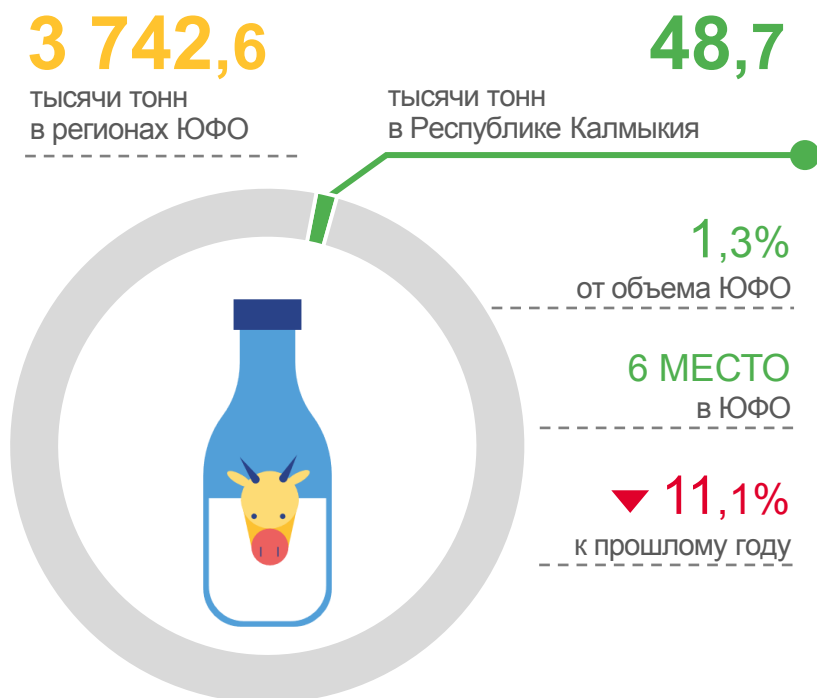 3 742,6
тысячи тонн
в регионах ЮФО
48,7
тысячи тонн
в Республике Калмыкия
1,3%
от объема ЮФО
6 МЕСТО
в ЮФО
11,1%
к прошлому году